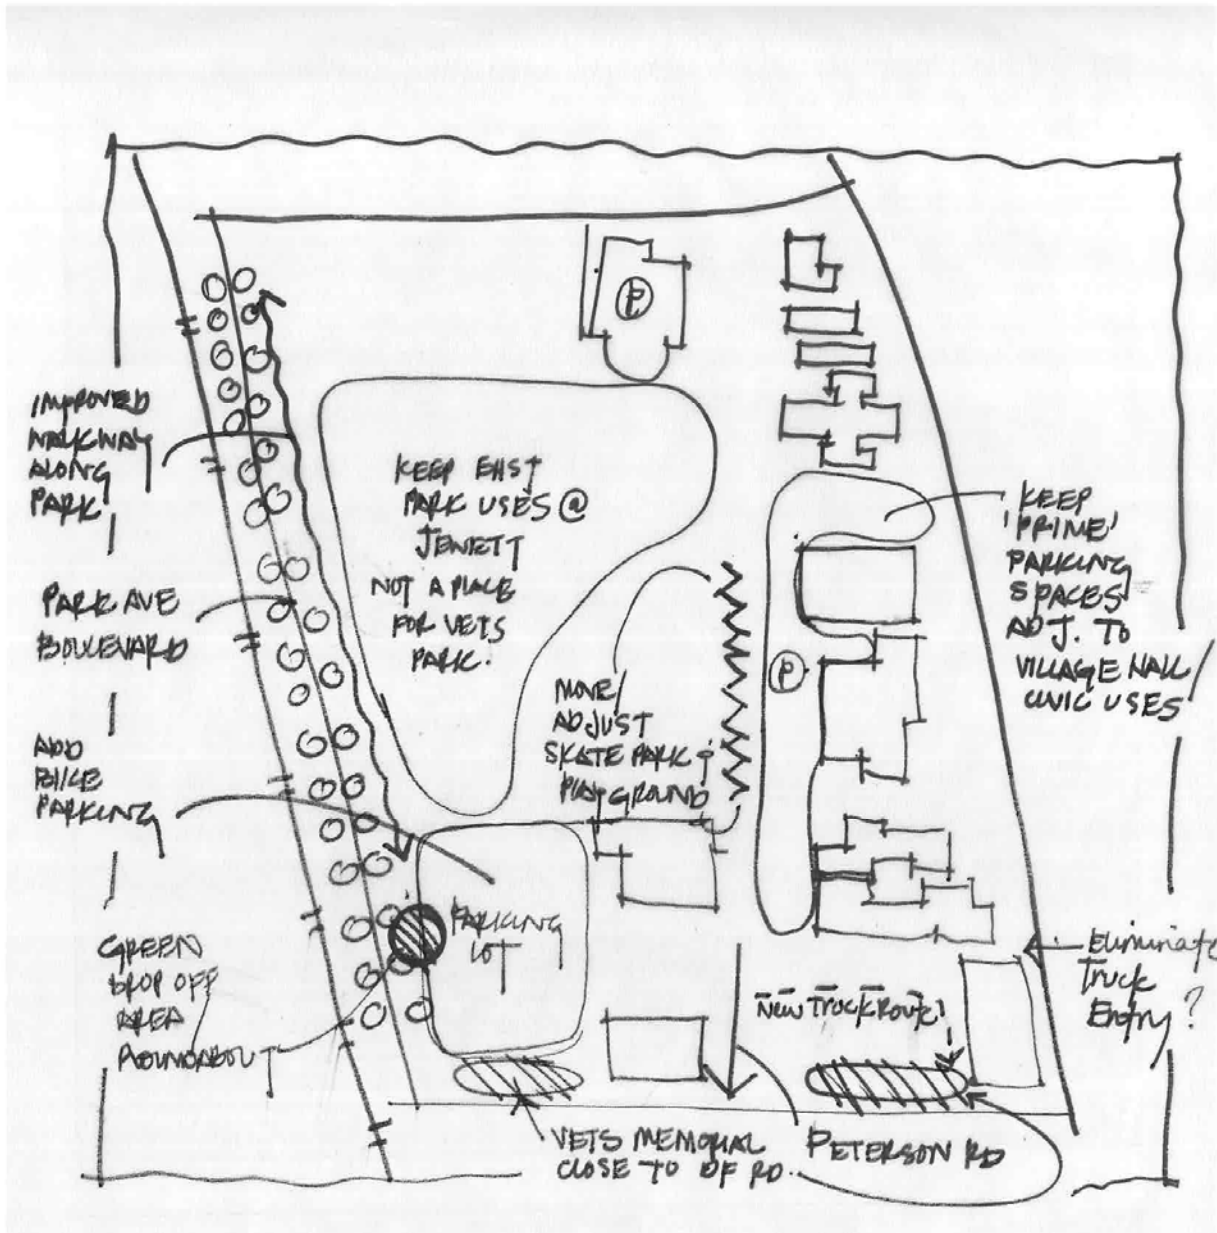 IMPROVED
WALKWAY
ALONG
PARK
PARK AVE
BOULEVARD
ADD
BIKE
PARKING
GREEN
DROP OFF
AREA
ROUNDABOUT
P
KEEP EXIST
PARK USES @
JEWETT
NOT A PLACE
FOR VETS
PARK.
MOVE/
ADJUST
SKATE PARK &
PLAYGROUND
PARKING
LOT
P
KEEP
'PRIME'
PARKING
SPACES
ADJ. TO
VILLAGE HALL/
CIVIC USES
Eliminate
Truck
Entry?
New Truck Route!
VETS MEMORIAL
CLOSE TO DF RD.
PETERSON RD